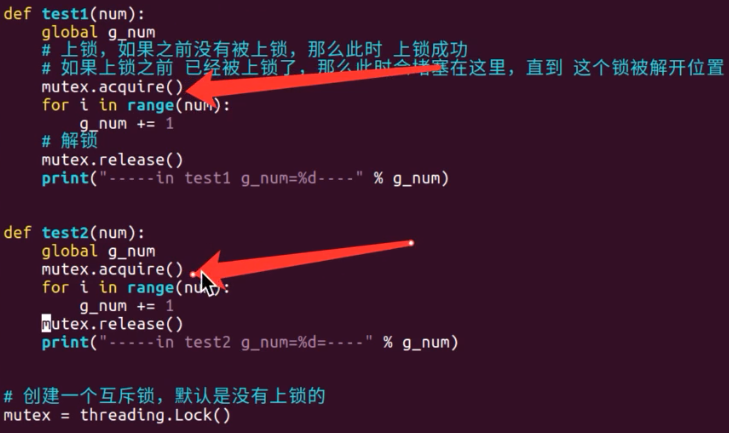 def test1(num):
    global g_num
    # 上锁，如果之前没有被上锁，那么此时 上锁成功
    # 如果上锁之前 已经被上锁了，那么此时会堵塞在这里，直到 这个锁被解开位置
    mutex.acquire()
    for i in range(num):
        g_num += 1
    # 解锁
    mutex.release()
    print("-----in test1 g_num=%d----" % g_num)
def test2(num):
    global g_num
    mutex.acquire()
    for i in range(num):
        g_num += 1
    mutex.release()
    print("-----in test2 g_num=%d=----" % g_num)
# 创建一个互斥锁，默认是没有上锁的
mutex = threading.Lock()